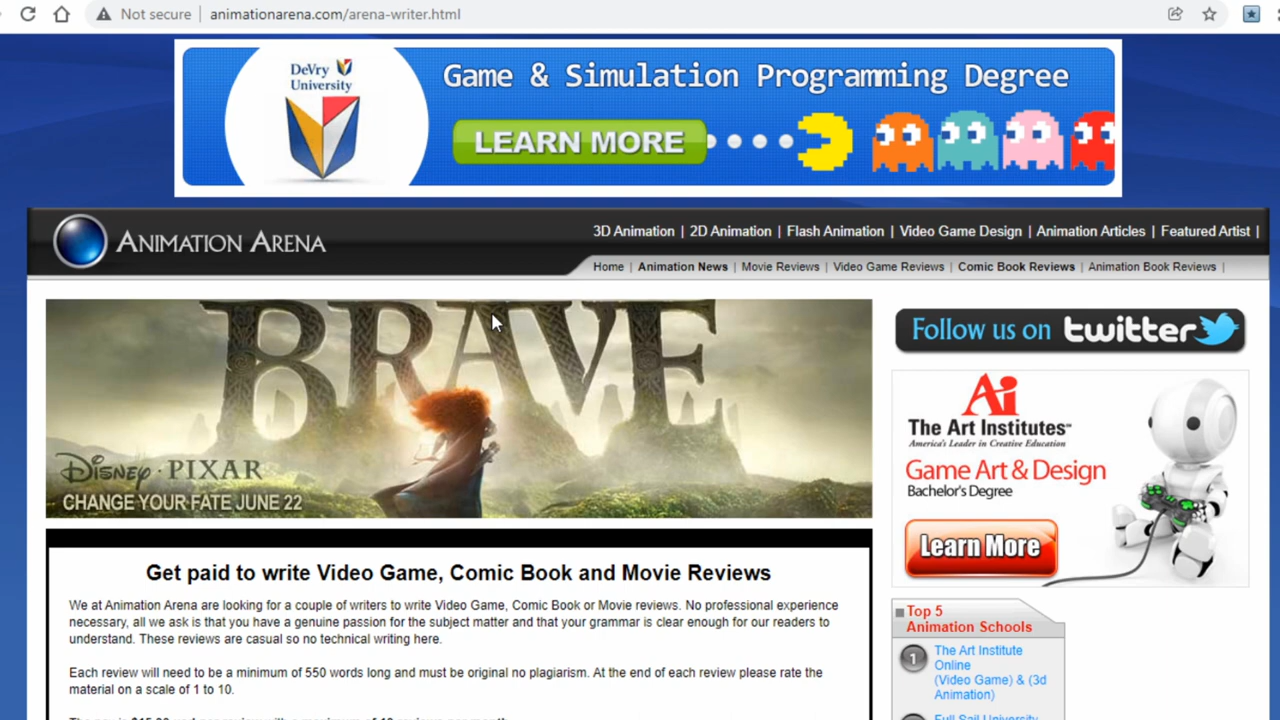 Not secure | animationarena.com/arena-writer.html
DeVry
University
Game & Simulation Programming Degree
LEARN MORE
ANIMATION ARENA
3D Animation | 2D Animation | Flash Animation | Video Game Design | Animation Articles | Featured Artist |
Home | Animation News | Movie Reviews | Video Game Reviews | Comic Book Reviews | Animation Book Reviews |
BRAVE
DISNEY · PIXAR
CHANGE YOUR FATE JUNE 22
Follow us on twitter
Ai
The Art Institutes
America's Leader in Creative Education
Game Art & Design
Bachelor's Degree
Learn More
Get paid to write Video Game, Comic Book and Movie Reviews
We at Animation Arena are looking for a couple of writers to write Video Game, Comic Book or Movie reviews. No professional experience
necessary, all we ask is that you have a genuine passion for the subject matter and that your grammar is clear enough for our readers to
understand. These reviews are casual so no technical writing here.
Each review will need to be a minimum of 550 words long and must be original no plagiarism. At the end of each review please rate the
material on a scale of 1 to 10.
Top 5
Animation Schools
1
The Art Institute
Online
(Video Game) & (3d
Animation)
Full Sail University